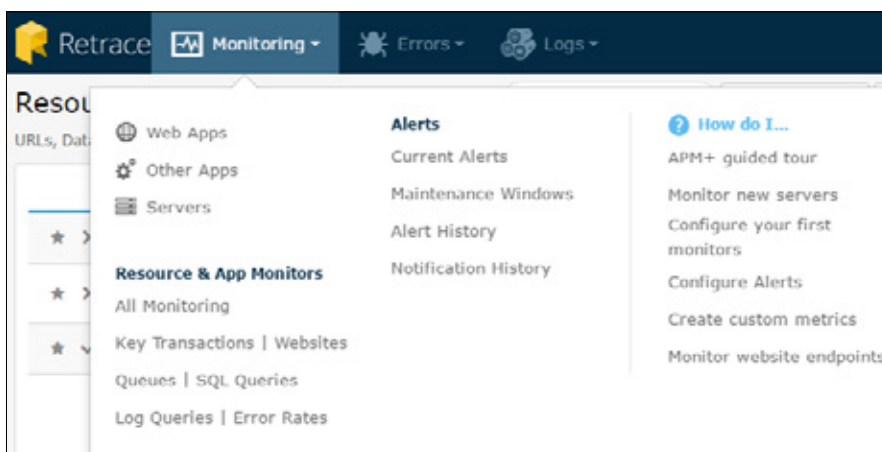 Retrace
Monitoring
Errors
Logs
Resou
URLs, Data
Web Apps
Other Apps
Servers
Resource & App Monitors
All Monitoring
Key Transactions | Websites
Queues | SQL Queries
Log Queries | Error Rates
Alerts
Current Alerts
Maintenance Windows
Alert History
Notification History
How do I...
APM+ guided tour
Monitor new servers
Configure your first
monitors
Configure Alerts
Create custom metrics
Monitor website endpoints